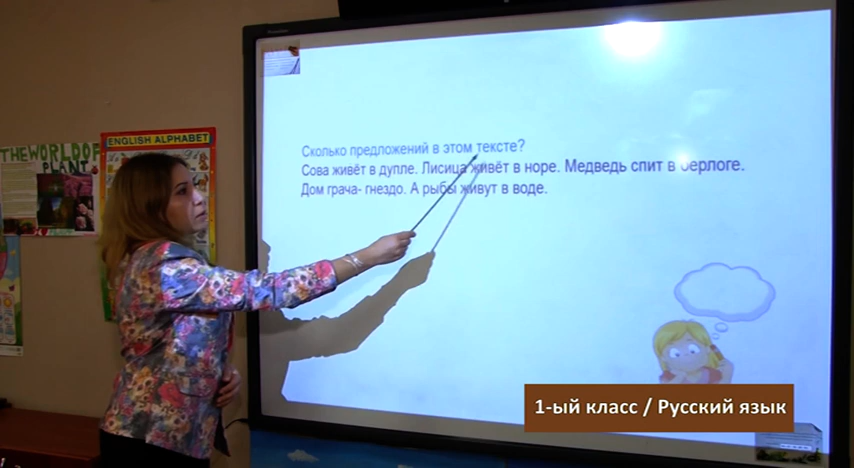 Сколько предложений в этом тексте?
Сова живёт в дупле. Лисица живёт в норе. Медведь спит в берлоге.
Дом грача- гнездо. А рыбы живут в воде.
THE WORLD OF
PLANT
ENGLISH ALPHABET
1-ый класс / Русский язык